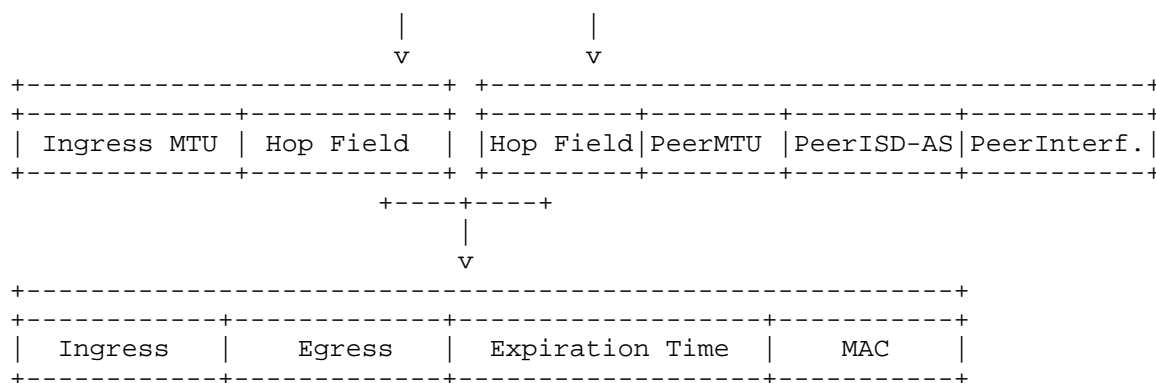 |               |
                               v               v
+-------------------------+ +-------------------------------------------+
+--------------+------------+ +---------+--------+----------+-----------+
| Ingress MTU | Hop Field  | |Hop Field|PeerMTU |PeerISD-AS|PeerInterf.|
+--------------+------------+ +---------+--------+----------+-----------+
                       +----+----+
                            |
                            v
+---------------------------------------------------------+
+------------+-------------+-------------------+-----------+
|  Ingress   |    Egress   |  Expiration Time  |    MAC    |
+------------+-------------+-------------------+-----------+